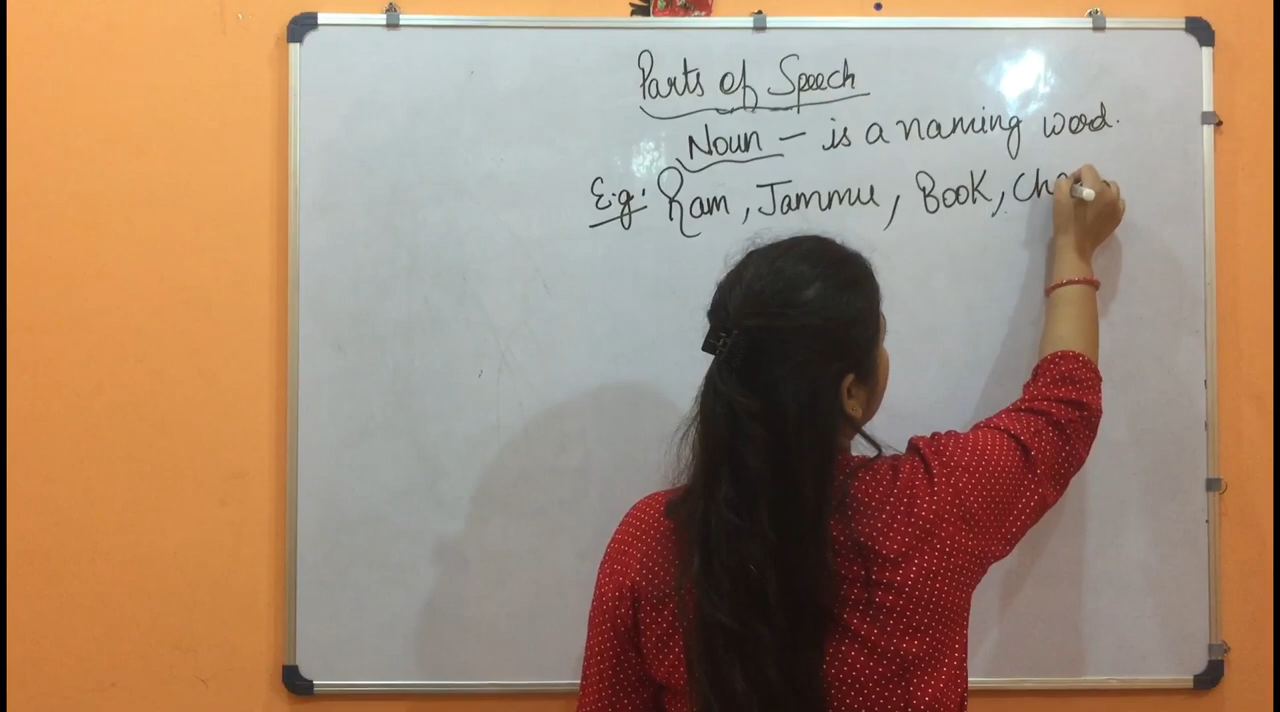 Parts of Speech
Noun – is a naming word.
E.g: Ram, Jammu, Book,